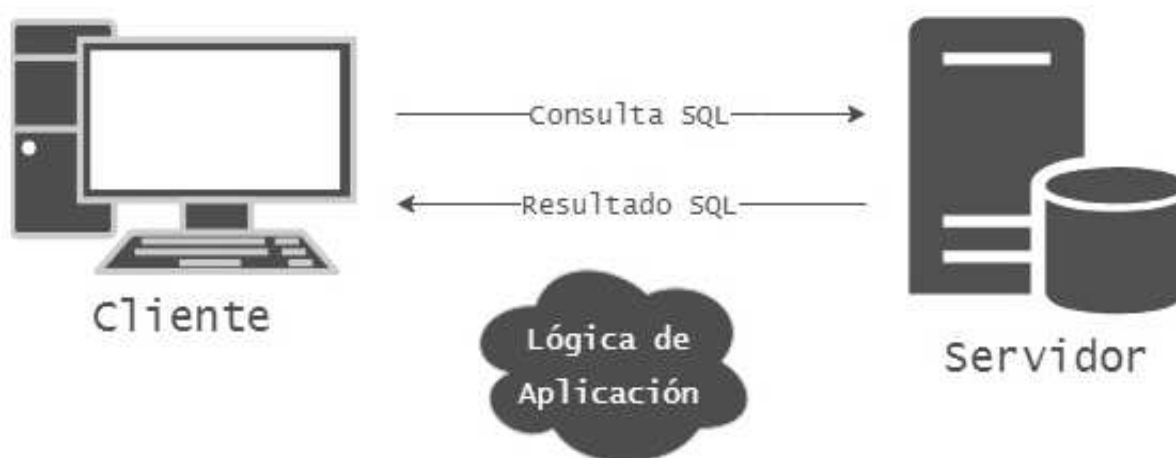 Consulta SQL
Resultado SQL
Cliente
Lógica de
Aplicación
Servidor